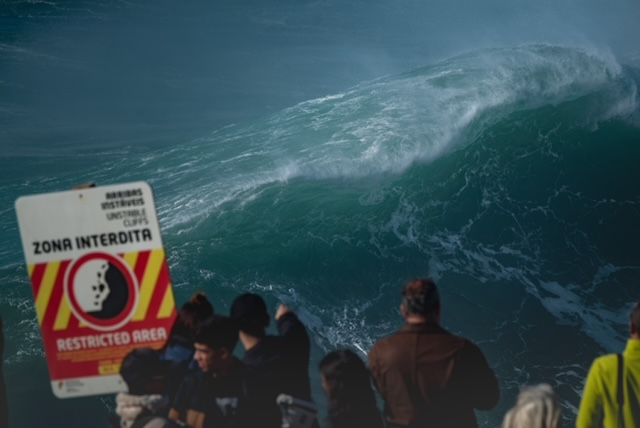 ARRIBAS
INSTÁVEIS
UNSTABLE
CLIFFS
ZONA INTERDITA
RESTRICTED AREA